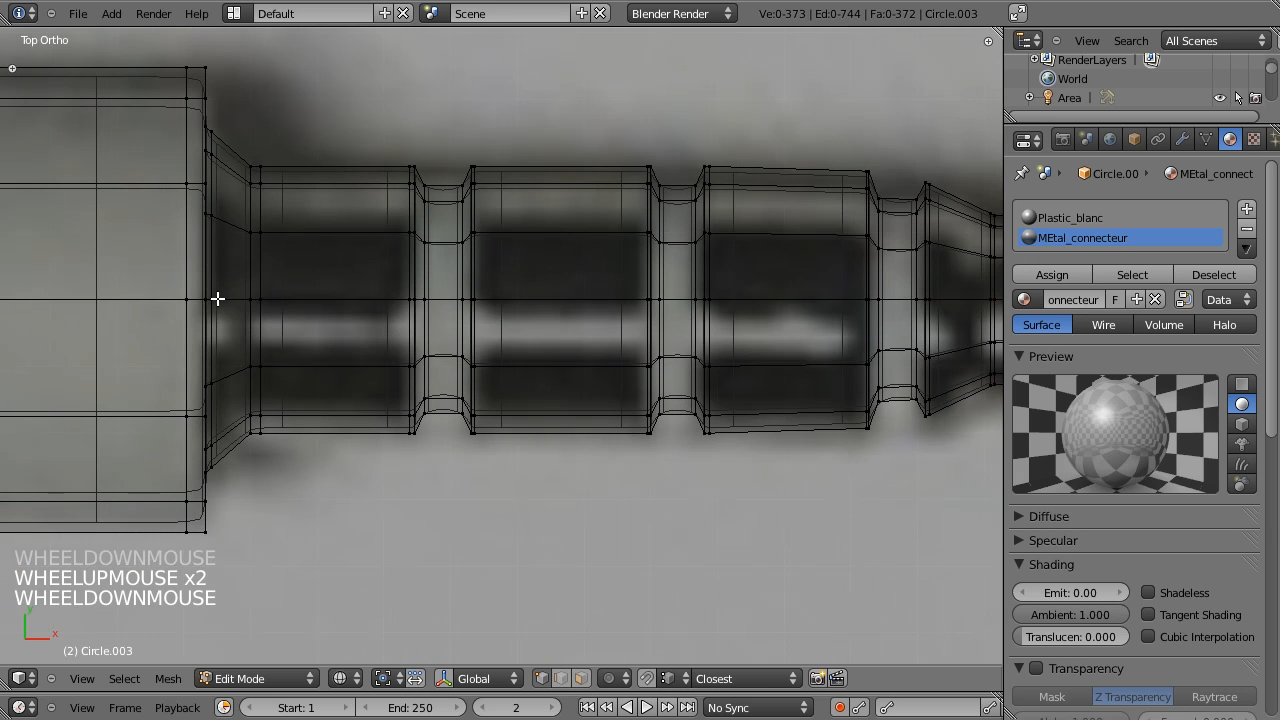 File Add Render Help Default Scene Blender Render Ve:0-373 | Ed:0-744 | Fa:0-372 | Circle.003
Top Ortho
View Search All Scenes
RenderLayers |
World
Area |
Circle.00 MEtal_connect
Plastic_blanc
MEtal_connecteur
Assign Select Deselect
onnecteur F Data
Surface Wire Volume Halo
Preview
Diffuse
Specular
Shading
Emit: 0.00 Shadeless
Ambient: 1.000 Tangent Shading
Translucen: 0.000 Cubic Interpolation
Transparency
Mask Z Transparency Raytrace
WHEELDOWNMOUSE
WHEELUPMOUSE x2
WHEELDOWNMOUSE
y
x
(2) Circle.003
View Select Mesh Edit Mode Global Closest
View Frame Playback Start: 1 End: 250 2 No Sync